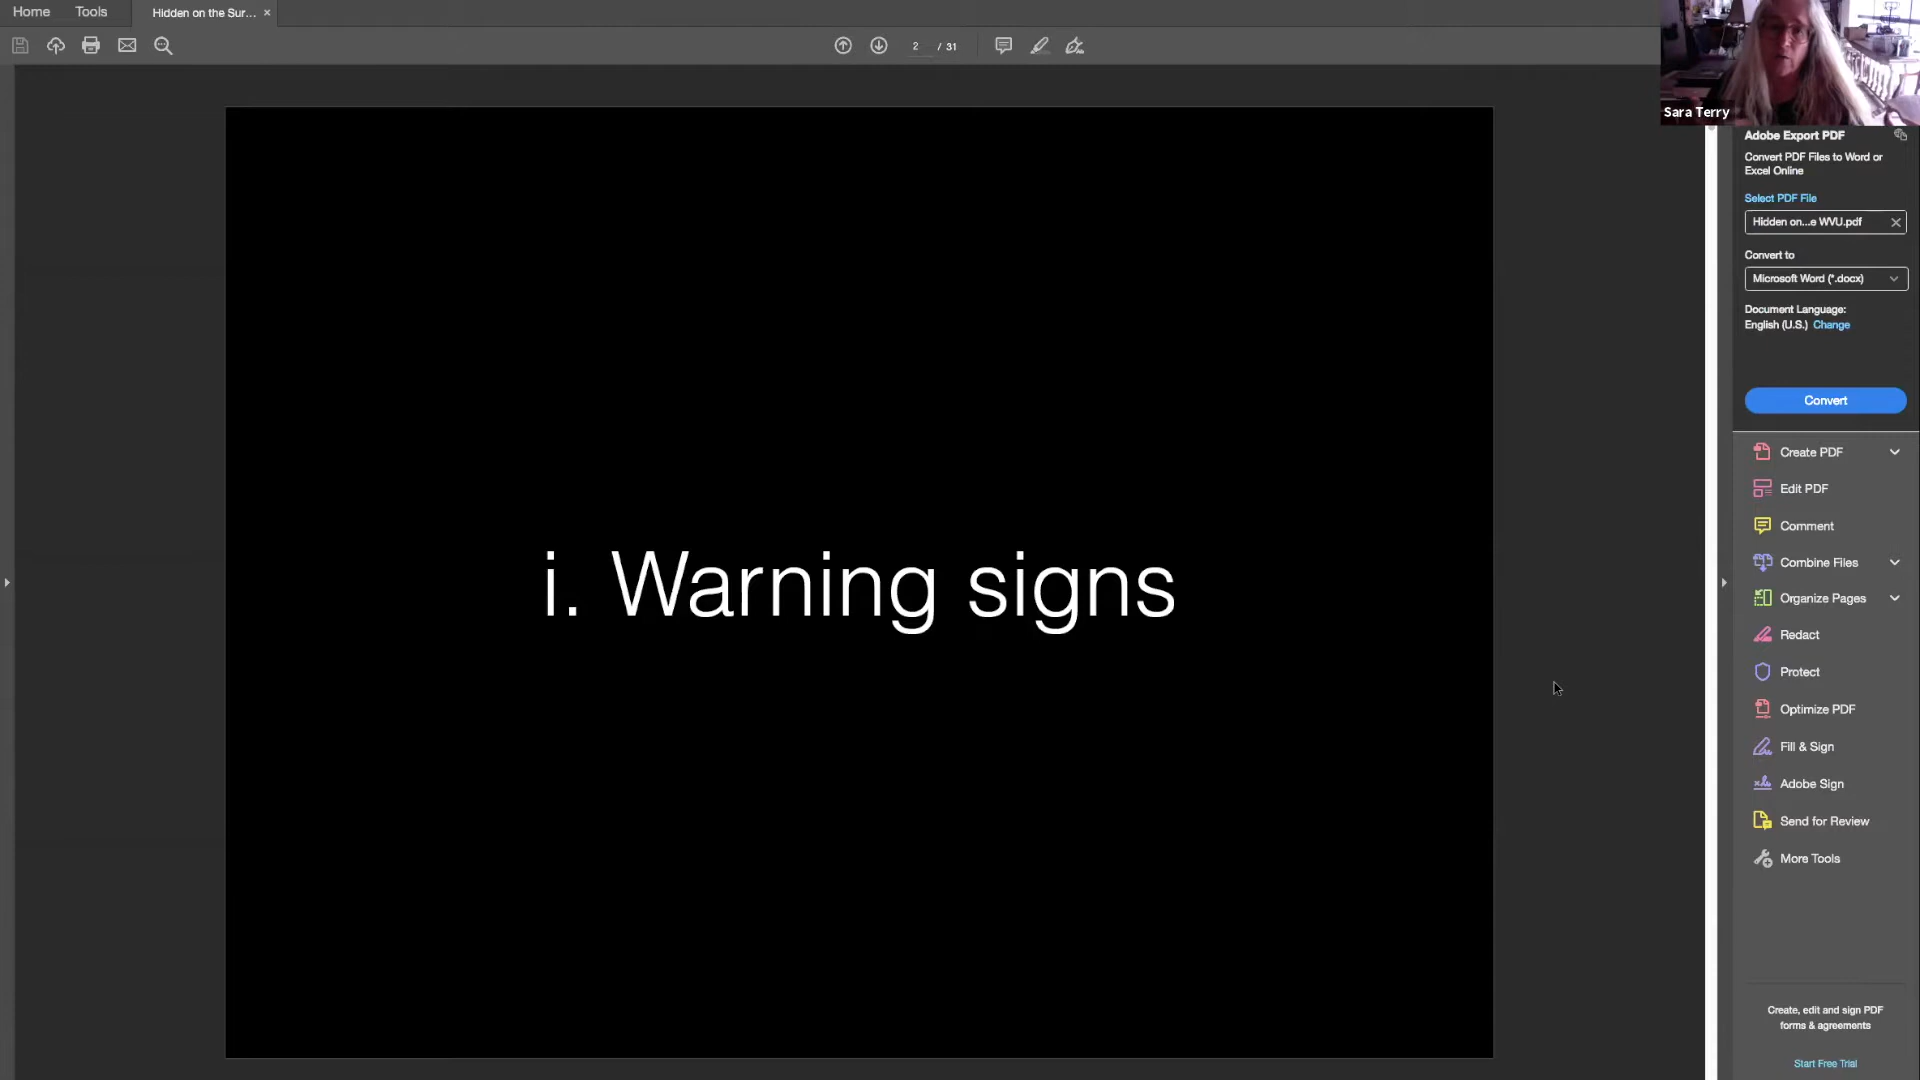 Home Tools Hidden on the Sur... ×
2 / 31
Sara Terry
i. Warning signs
Adobe Export PDF
Convert PDF Files to Word or
Excel Online
Select PDF File
Hidden on...e WVU.pdf
Convert to
Microsoft Word (*.docx)
Document Language:
English (U.S.) Change
Convert
Create PDF
Edit PDF
Comment
Combine Files
Organize Pages
Redact
Protect
Optimize PDF
Fill & Sign
Adobe Sign
Send for Review
More Tools
Create, edit and sign PDF
forms & agreements
Start Free Trial